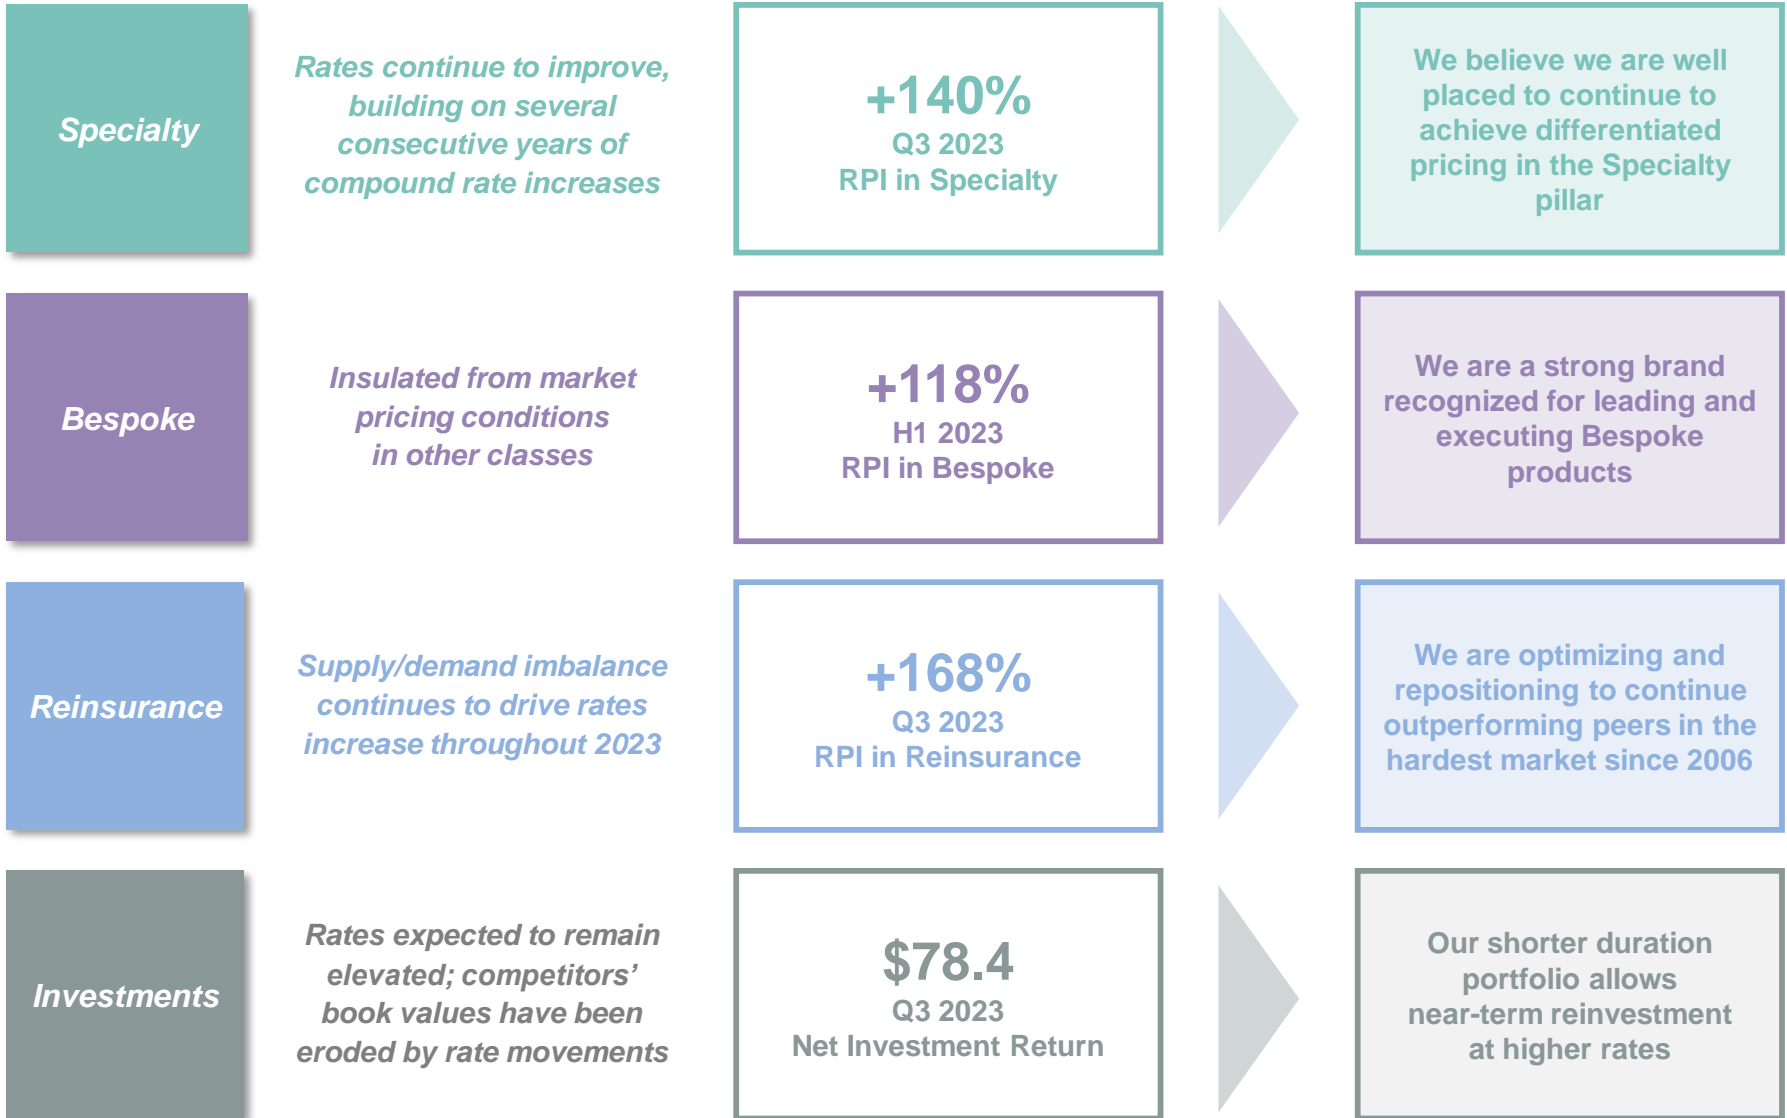 Specialty
Rates continue to improve,
building on several
consecutive years of
compound rate increases
+140%
Q3 2023
RPI in Specialty
We believe we are well
placed to continue to
achieve differentiated
pricing in the Specialty
pillar
Bespoke
Insulated from market
pricing conditions
in other classes
+118%
H1 2023
RPI in Bespoke
We are a strong brand
recognized for leading and
executing Bespoke
products
Reinsurance
Supply/demand imbalance
continues to drive rates
increase throughout 2023
+168%
Q3 2023
RPI in Reinsurance
We are optimizing and
repositioning to continue
outperforming peers in the
hardest market since 2006
Investments
Rates expected to remain
elevated; competitors’
book values have been
eroded by rate movements
$78.4
Q3 2023
Net Investment Return
Our shorter duration
portfolio allows
near-term reinvestment
at higher rates